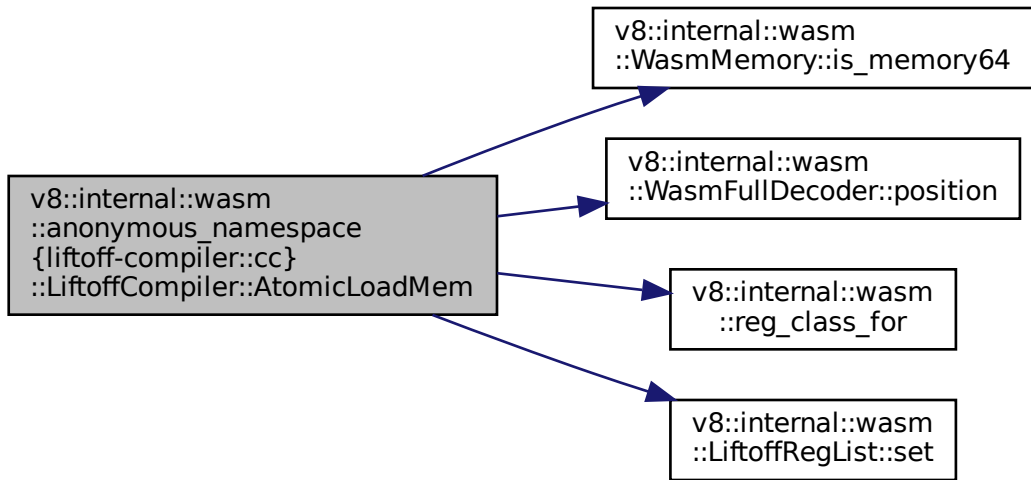 v8::internal::wasm
::anonymous_namespace
{liftoff-compiler::cc}
::LiftoffCompiler::AtomicLoadMem
v8::internal::wasm
::WasmMemory::is_memory64
v8::internal::wasm
::WasmFullDecoder::position
v8::internal::wasm
::reg_class_for
v8::internal::wasm
::LiftoffRegList::set